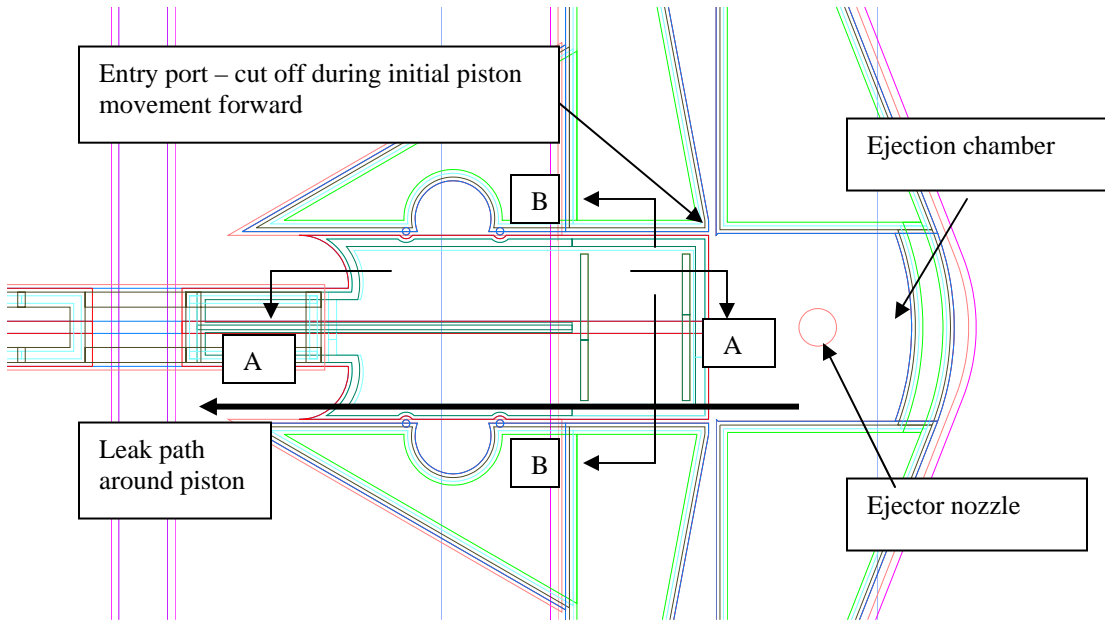 Entry port – cut off during initial piston
movement forward
Ejection chamber
B
A
A
B
Leak path
around piston
Ejector nozzle